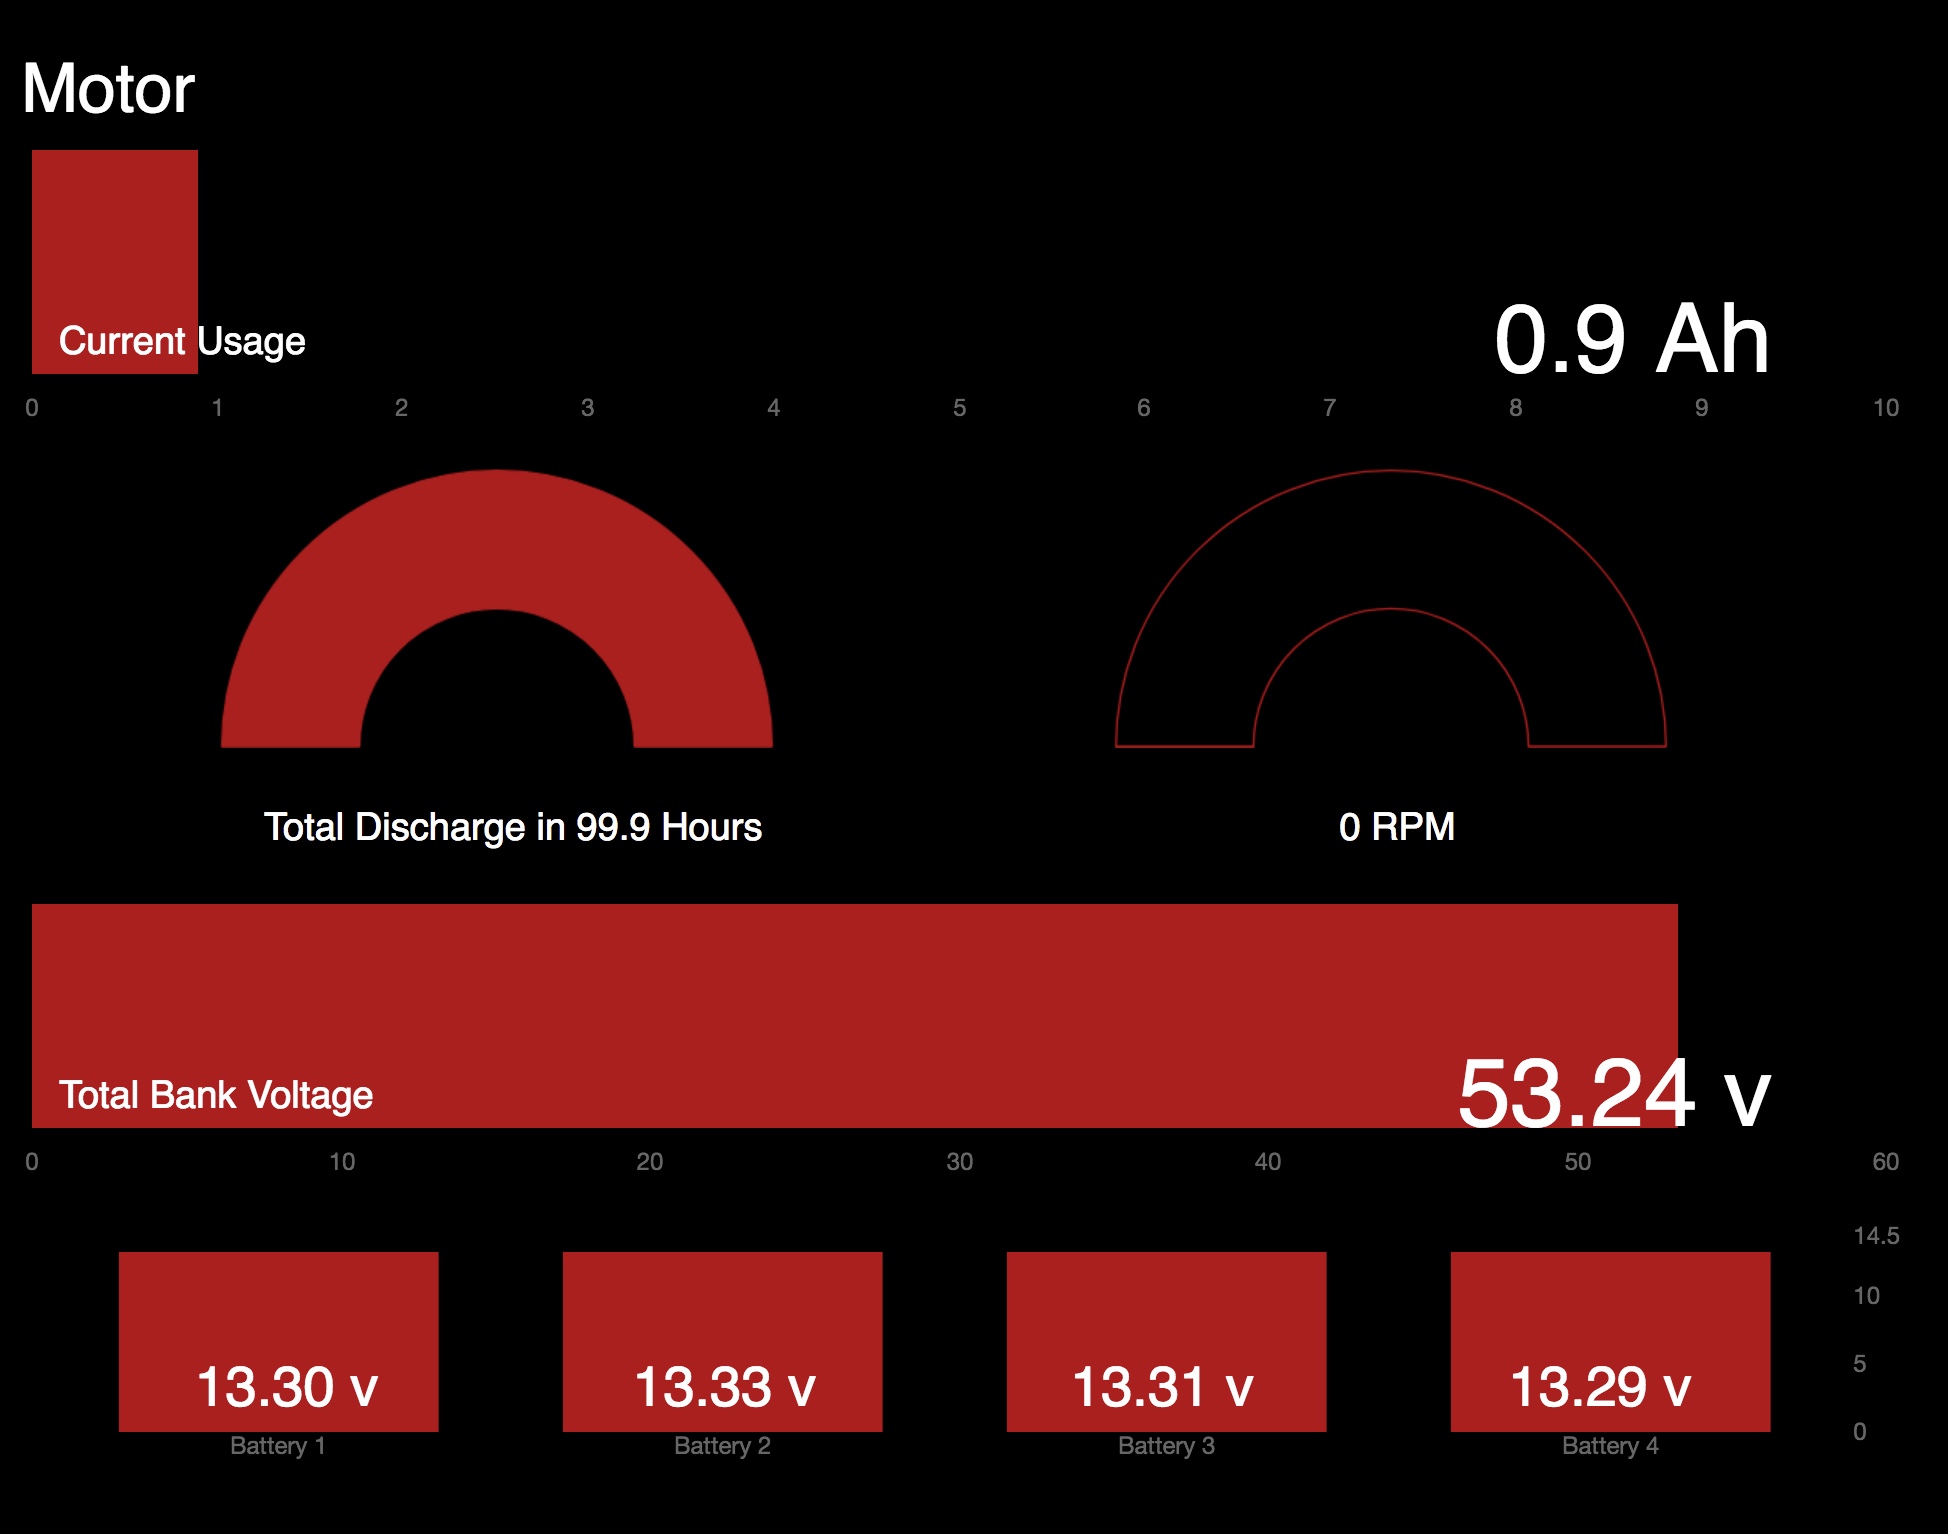 Motor
Current Usage 0.9 Ah
0 1 2 3 4 5 6 7 8 9 10
Total Discharge in 99.9 Hours 0 RPM
Total Bank Voltage 53.24 v
0 10 20 30 40 50 60
14.5
10
5
13.30 v 13.33 v 13.31 v 13.29 v
0
Battery 1 Battery 2 Battery 3 Battery 4